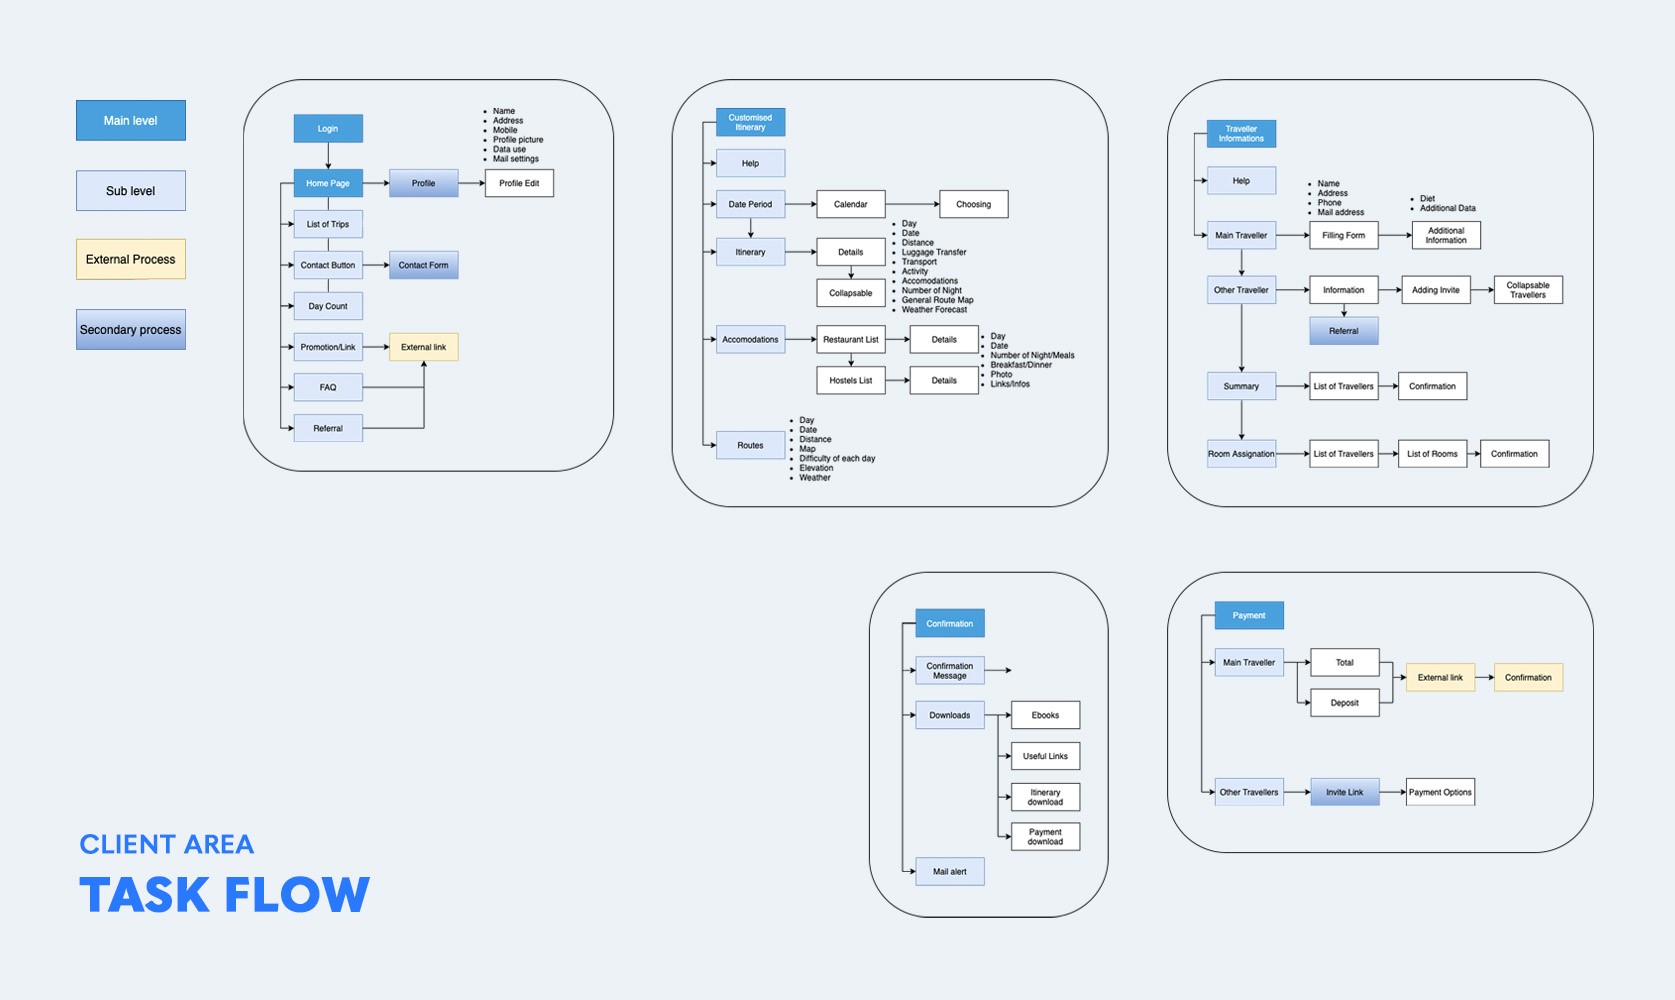 Main level
Sub level
External Process
Secondary process
Login
Home Page
Profile
• Name
• Address
• Mobile
• Profile picture
• Data use
• Mail settings
Profile Edit
List of Trips
Contact Button
Contact Form
Day Count
Promotion/Link
External link
FAQ
Referral
Customised
Itinerary
Help
Date Period
Calendar
Choosing
Itinerary
Details
Collapsable
• Day
• Date
• Distance
• Luggage Transfer
• Transport
• Activity
• Accomodations
• Number of Night
• General Route Map
• Weather Forecast
Accomodations
Restaurant List
Details
Hostels List
Details
• Day
• Date
• Number of Night/Meals
• Breakfast/Dinner
• Photo
• Links/Infos
Routes
• Day
• Date
• Distance
• Map
• Difficulty of each day
• Elevation
• Weather
Traveller
Informations
Help
• Name
• Address
• Phone
• Mail address
• Diet
• Additional Data
Main Traveller
Filling Form
Additional
Information
Other Traveller
Information
Adding Invite
Collapsable
Travellers
Referral
Summary
List of Travellers
Confirmation
Room Assignation
List of Travellers
List of Rooms
Confirmation
Confirmation
Confirmation
Message
Downloads
Ebooks
Useful Links
Itinerary
download
Payment
download
Mail alert
Payment
Main Traveller
Total
Deposit
External link
Confirmation
Other Travellers
Invite Link
Payment Options
CLIENT AREA
TASK FLOW